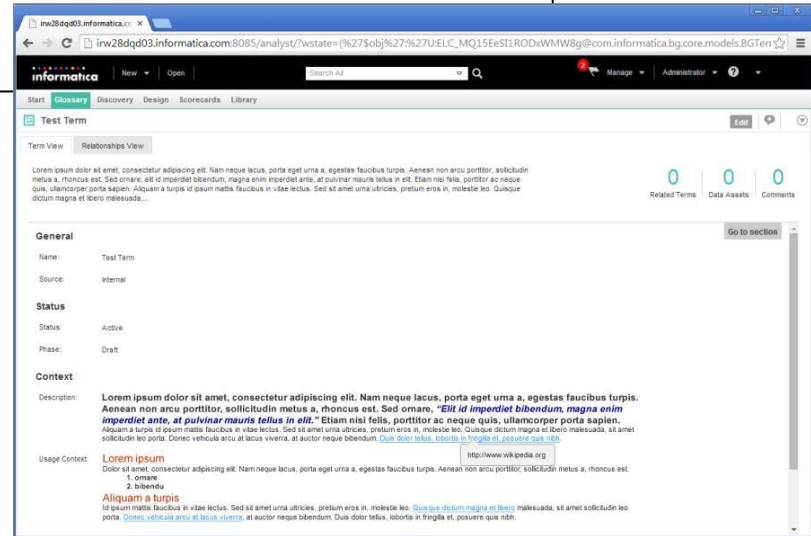 irw28dqd03.informatica.cc
irw28dqd03.informatica.com:8085/analyst/?wstate=(%27$obj%27:%27U:ELC_MQ15EeSI1RODxWMW8g@com.informatica.bg.core.models.BGTern
informatica New Open Search All 2 Manage Administrator ?
Start Glossary Discovery Design Scorecards Library
Test Term Edit
Term View Relationships View
Lorem ipsum dolor sit amet, consectetur adipiscing elit. Nam neque lacus, porta eget urna a, egestas faucibus turpis. Aenean non arcu porttitor, sollicitudin
metus a, rhoncus est. Sed ornare, elit id imperdiet bibendum, magna enim imperdiet ante, at pulvinar mauris tellus in elit. Etiam nisi felis, porttitor ac neque
quis, ullamcorper porta sapien. Aliquam a turpis id ipsum mattis faucibus in vitae lectus. Sed sit amet urna ultricies, pretium eros in, molestie leo. Quisque
dictum magna et libero malesuada,...
0 0 0
Related Terms Data Assets Comments
Go to section
General
Name: Test Term
Source: Internal
Status
Status: Active
Phase: Draft
Context
Description: Lorem ipsum dolor sit amet, consectetur adipiscing elit. Nam neque lacus, porta eget urna a, egestas faucibus turpis.
Aenean non arcu porttitor, sollicitudin metus a, rhoncus est. Sed ornare, "Elit id imperdiet bibendum, magna enim
imperdiet ante, at pulvinar mauris tellus in elit." Etiam nisi felis, porttitor ac neque quis, ullamcorper porta sapien.
Aliquam a turpis id ipsum mattis faucibus in vitae lectus. Sed sit amet urna ultricies, pretium eros in, molestie leo. Quisque dictum magna et libero malesuada, sit amet
sollicitudin leo porta. Donec vehicula arcu at lacus viverra, at auctor neque bibendum. Duis dolor tellus, lobortis in fringilla et, posuere quis nibh.
http://www.wikipedia.org
Usage Context: Lorem ipsum
Dolor sit amet, consectetur adipiscing elit. Nam neque lacus, porta eget urna a, egestas faucibus turpis. Aenean non arcu porttitor, sollicitudin metus a, rhoncus est.
1. ornare
2. bibendu
Aliquam a turpis
Id ipsum mattis faucibus in vitae lectus. Sed sit amet urna ultricies, pretium eros in, molestie leo. Quisque dictum magna et libero malesuada, sit amet sollicitudin leo
porta. Donec vehicula arcu at lacus viverra, at auctor neque bibendum. Duis dolor tellus, lobortis in fringilla et, posuere quis nibh.